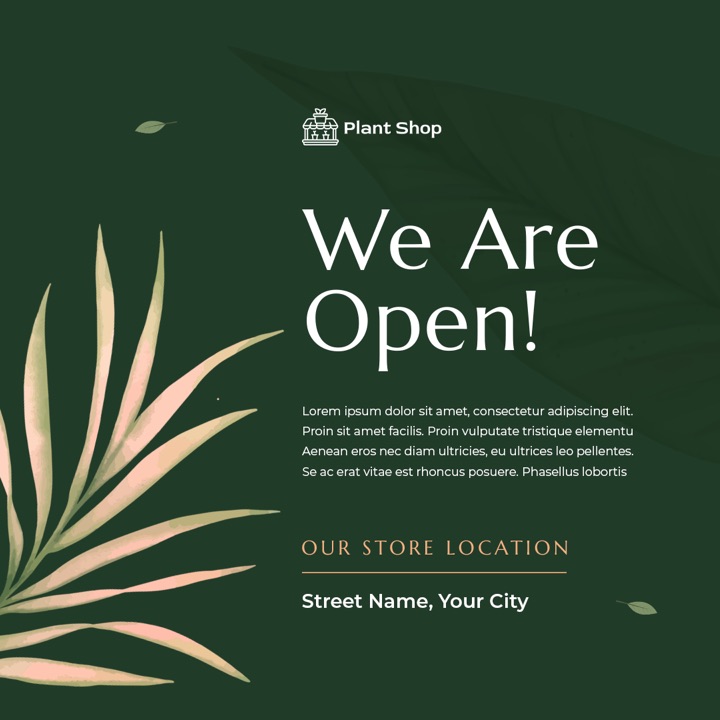 Plant Shop
We Are
Open!
Lorem ipsum dolor sit amet, consectetur adipiscing elit.
Proin sit amet facilis. Proin vulputate tristique elementu
Aenean eros nec diam ultricies, eu ultrices leo pellentes.
Se ac erat vitae est rhoncus posuere. Phasellus lobortis
OUR STORE LOCATION
Street Name, Your City